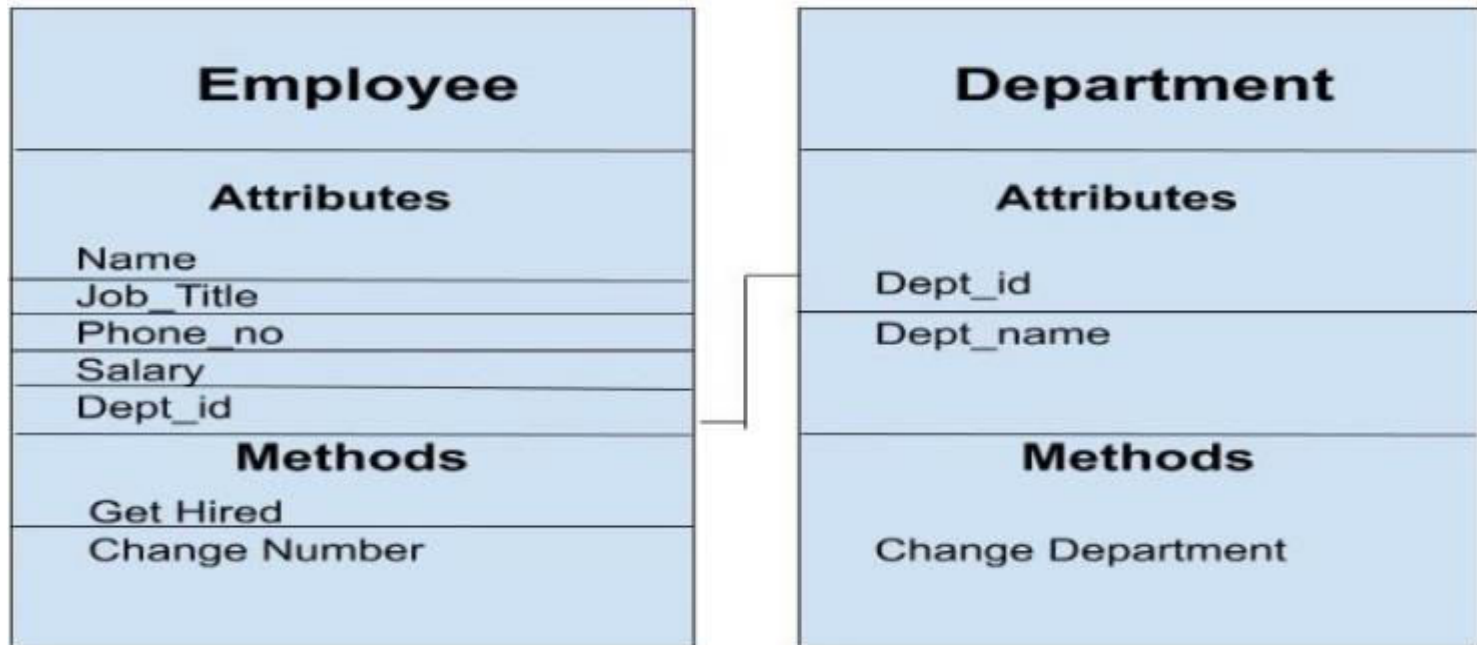 Employee
Attributes
Name
Job_Title
Phone_no
Salary
Dept_id
Methods
Get Hired
Change Number
Department
Attributes
Dept_id
Dept_name
Methods
Change Department